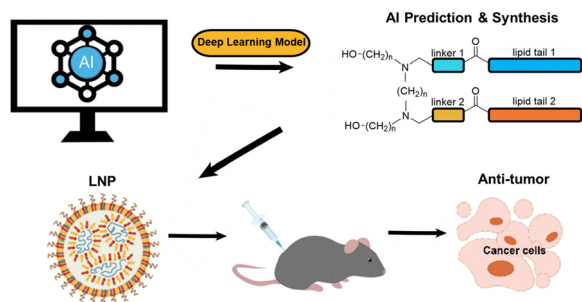 AI Prediction & Synthesis
Deep Learning Model
AI
HO-(CH₂)n
N
linker 1
O
lipid tail 1
(CH₂)n
HO-(CH₂)n
N
linker 2
O
lipid tail 2
LNP
Anti-tumor
Cancer cells